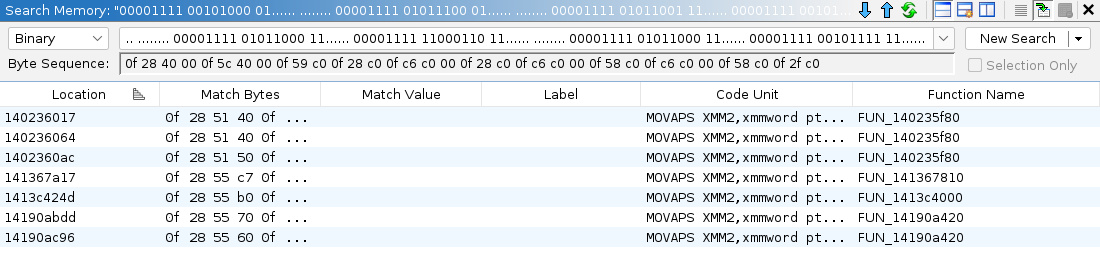 Search Memory: "00001111 00101000 01...... ........ 00001111 01011100 01...... ........ 00001111 01011001 11...... 00001111 001...
Binary .. ........ 00001111 01011000 11...... 00001111 11000110 11...... ........ 00001111 01011000 11...... 00001111 00101111 11...... New Search
Byte Sequence: 0f 28 40 00 0f 5c 40 00 0f 59 c0 0f 28 c0 0f c6 c0 00 0f 28 c0 0f c6 c0 00 0f 58 c0 0f c6 c0 00 0f 58 c0 0f 2f c0 Selection Only
Location Match Bytes Match Value Label Code Unit Function Name
140236017 0f 28 51 40 0f ... MOVAPS XMM2,xmmword pt... FUN_140235f80
140236064 0f 28 51 40 0f ... MOVAPS XMM2,xmmword pt... FUN_140235f80
1402360ac 0f 28 51 50 0f ... MOVAPS XMM2,xmmword pt... FUN_140235f80
141367a17 0f 28 55 c7 0f ... MOVAPS XMM2,xmmword pt... FUN_141367810
1413c424d 0f 28 55 b0 0f ... MOVAPS XMM2,xmmword pt... FUN_1413c4000
14190abdd 0f 28 55 70 0f ... MOVAPS XMM2,xmmword pt... FUN_14190a420
14190ac96 0f 28 55 60 0f ... MOVAPS XMM2,xmmword pt... FUN_14190a420